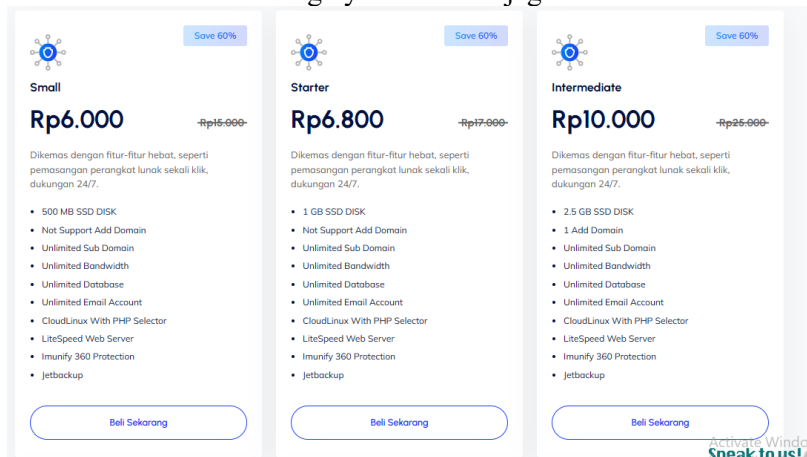 Save 60%
Small
Rp6.000
Rp15.000
Dikemas dengan fitur-fitur hebat, seperti
pemasangan perangkat lunak sekali klik,
dukungan 24/7.
• 500 MB SSD DISK
• Not Support Add Domain
• Unlimited Sub Domain
• Unlimited Bandwidth
• Unlimited Database
• Unlimited Email Account
• CloudLinux With PHP Selector
• LiteSpeed Web Server
• Imunify 360 Protection
• Jetbackup
Beli Sekarang
Save 60%
Starter
Rp6.800
Rp17.000
Dikemas dengan fitur-fitur hebat, seperti
pemasangan perangkat lunak sekali klik,
dukungan 24/7.
• 1 GB SSD DISK
• Not Support Add Domain
• Unlimited Sub Domain
• Unlimited Bandwidth
• Unlimited Database
• Unlimited Email Account
• CloudLinux With PHP Selector
• LiteSpeed Web Server
• Imunify 360 Protection
• Jetbackup
Beli Sekarang
Save 60%
Intermediate
Rp10.000
Rp25.000
Dikemas dengan fitur-fitur hebat, seperti
pemasangan perangkat lunak sekali klik,
dukungan 24/7.
• 2.5 GB SSD DISK
• 1 Add Domain
• Unlimited Sub Domain
• Unlimited Bandwidth
• Unlimited Database
• Unlimited Email Account
• CloudLinux With PHP Selector
• LiteSpeed Web Server
• Imunify 360 Protection
• Jetbackup
Beli Sekarang
Activate Windo
Speak to us!